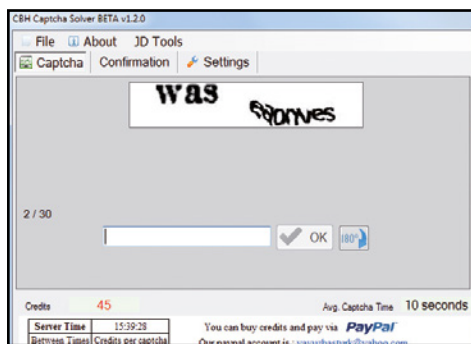 CBH Captcha Solver BETA v1.2.0
File About JD Tools
Captcha Confirmation Settings
was
2 / 30
OK 180°
Credits 45 Avg. Captcha Time 10 seconds
Server Time 15:39:28 You can buy credits and pay via PayPal
Between Times Credits per captcha Our paypal account is :